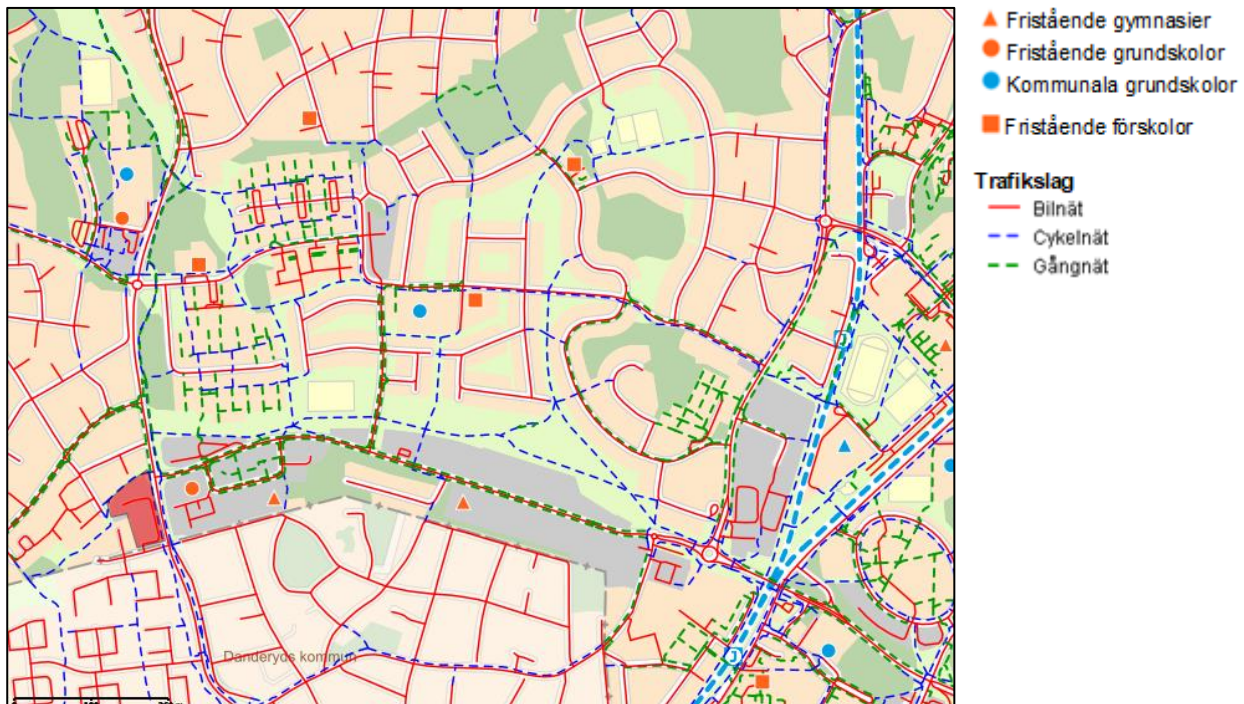 Fristående gymnasier
Fristående grundskolor
Kommunala grundskolor
Fristående förskolor
Trafikslag
Bilnät
Cykelnät
Gångnät
J
J
Danderyds kommun